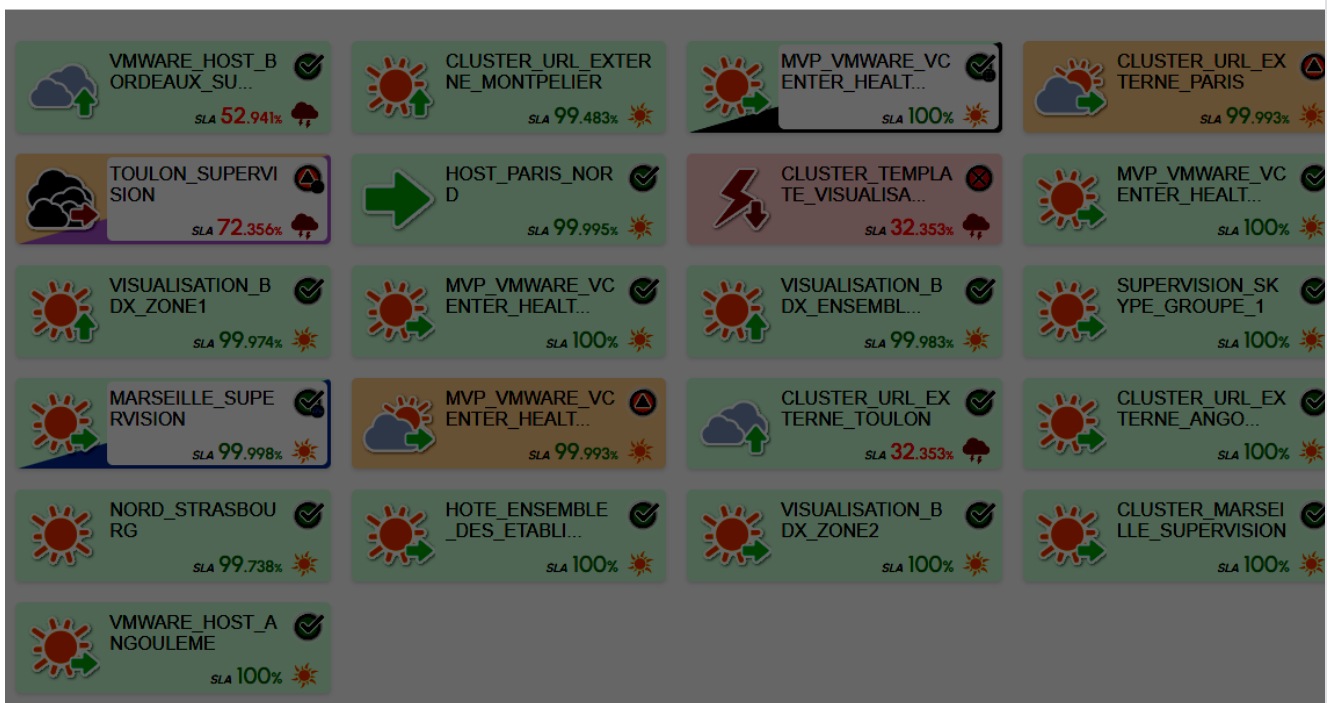 VMWARE_HOST_B
ORDEAUX_SU...
SLA 52.941%
CLUSTER_URL_EXTER
NE_MONTPELIER
SLA 99.483%
MVP_VMWARE_VC
ENTER_HEALT...
SLA 100%
CLUSTER_URL_EX
TERNE_PARIS
SLA 99.993%
TOULON_SUPERVI
SION
SLA 72.356%
HOST_PARIS_NOR
D
SLA 99.995%
CLUSTER_TEMPLA
TE_VISUALISA...
SLA 32.353%
MVP_VMWARE_VC
ENTER_HEALT...
SLA 100%
VISUALISATION_B
DX_ZONE1
SLA 99.974%
MVP_VMWARE_VC
ENTER_HEALT...
SLA 100%
VISUALISATION_B
DX_ENSEMBL...
SLA 99.983%
SUPERVISION_SK
YPE_GROUPE_1
SLA 100%
MARSEILLE_SUPE
RVISION
SLA 99.998%
MVP_VMWARE_VC
ENTER_HEALT...
SLA 99.993%
CLUSTER_URL_EX
TERNE_TOULON
SLA 32.353%
CLUSTER_URL_EX
TERNE_ANGO...
SLA 100%
NORD_STRASBOU
RG
SLA 99.738%
HOTE_ENSEMBLE
_DES_ETABLI...
SLA 100%
VISUALISATION_B
DX_ZONE2
SLA 100%
CLUSTER_MARSEI
LLE_SUPERVISION
SLA 100%
VMWARE_HOST_A
NGOULEME
SLA 100%